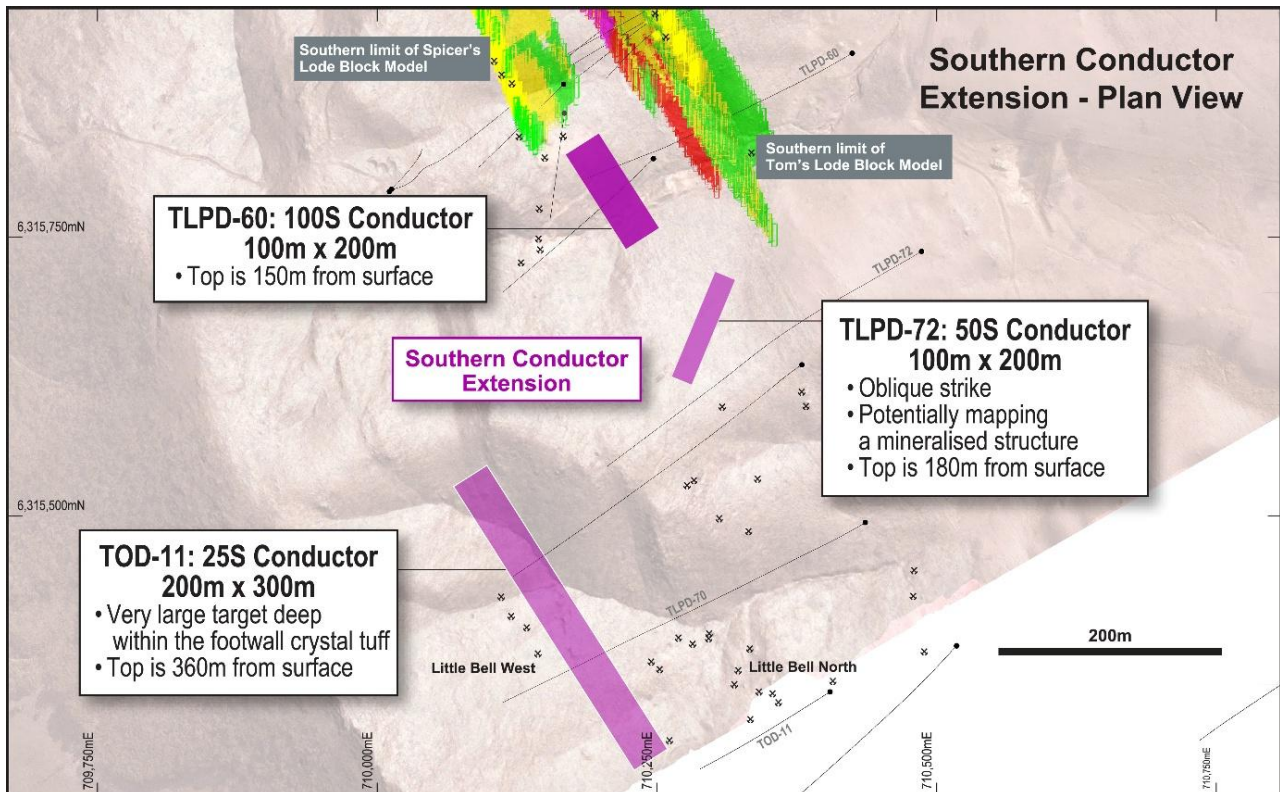 Southern Conductor
Extension - Plan View
Southern limit of Spicer's
Lode Block Model
TLPD-60
Southern limit of
Tom's Lode Block Model
TLPD-60: 100S Conductor
100m x 200m
• Top is 150m from surface
6,315,750mN
TLPD-72
Southern Conductor
Extension
TLPD-72: 50S Conductor
100m x 200m
• Oblique strike
• Potentially mapping
a mineralised structure
• Top is 180m from surface
6,315,500mN
TOD-11: 25S Conductor
200m x 300m
• Very large target deep
within the footwall crystal tuff
• Top is 360m from surface
TLPD-70
200m
Little Bell West
Little Bell North
TOD-11
709,750mE
710,000mE
710,250mE
710,500mE
710,750mE